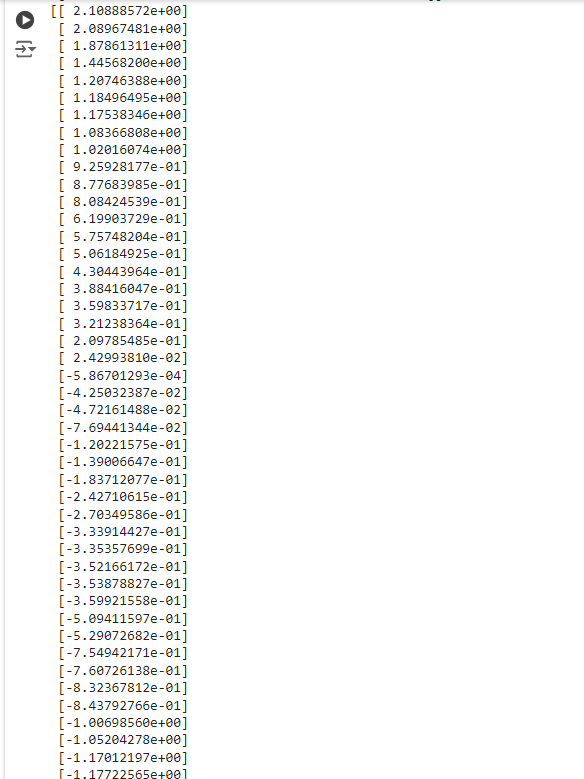 [[ 2.10888572e+00]
[ 2.08967481e+00]
[ 1.87861311e+00]
[ 1.44568200e+00]
[ 1.20746388e+00]
[ 1.18496495e+00]
[ 1.17538346e+00]
[ 1.08366808e+00]
[ 1.02016074e+00]
[ 9.25928177e-01]
[ 8.77683985e-01]
[ 8.08424539e-01]
[ 6.19903729e-01]
[ 5.75748204e-01]
[ 5.06184925e-01]
[ 4.30443964e-01]
[ 3.88416047e-01]
[ 3.59833717e-01]
[ 3.21238364e-01]
[ 2.09785485e-01]
[ 2.42993810e-02]
[-5.86701293e-04]
[-4.25032387e-02]
[-4.72161488e-02]
[-7.69441344e-02]
[-1.20221575e-01]
[-1.39006647e-01]
[-1.83712077e-01]
[-2.42710615e-01]
[-2.70349586e-01]
[-3.33914427e-01]
[-3.35357699e-01]
[-3.52166172e-01]
[-3.53878827e-01]
[-3.59921558e-01]
[-5.09411597e-01]
[-5.29072682e-01]
[-7.54942171e-01]
[-7.60726138e-01]
[-8.32367812e-01]
[-8.43792766e-01]
[-1.00698560e+00]
[-1.05204278e+00]
[-1.17012197e+00]
[-1.17722565e+00]